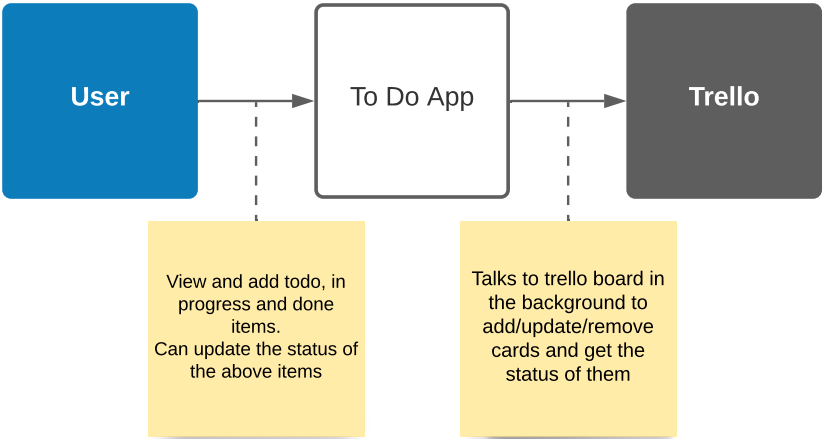 User
To Do App
Trello
View and add todo, in
progress and done
items.
Can update the status of
the above items
Talks to trello board in
the background to
add/update/remove
cards and get the
status of them